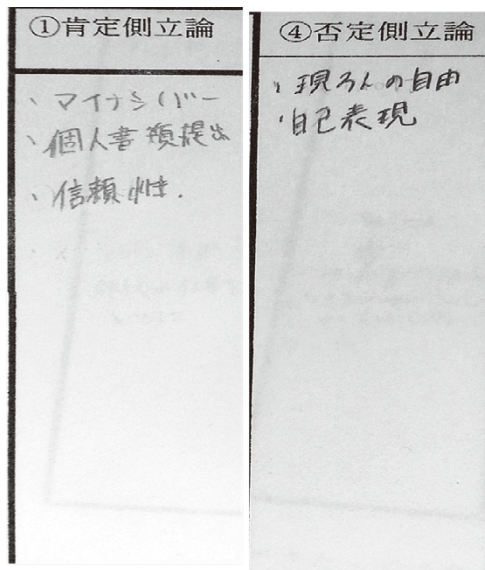 ①肯定側立論
・マイナンバー
・個人書類提出
・信頼性.
④否定側立論
・現ろんの自由
・自己表現